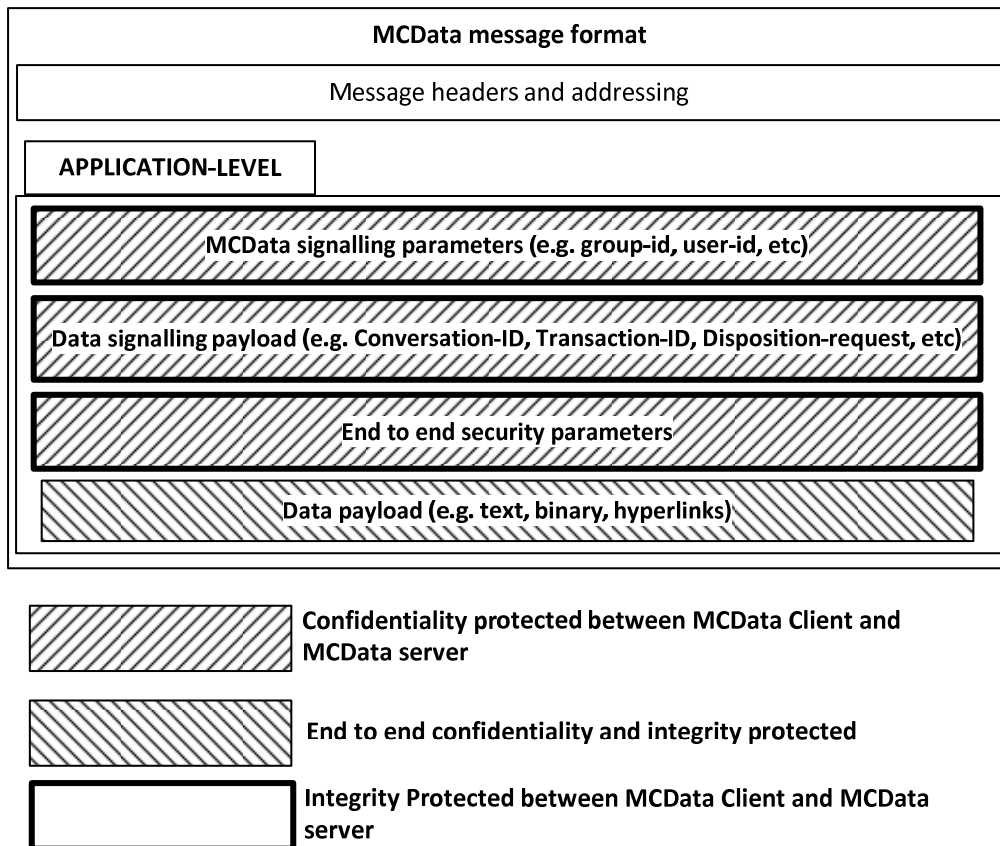 MCData message format
Message headers and addressing
APPLICATION-LEVEL
MCData signalling parameters (e.g. group-id, user-id, etc)
Data signalling payload (e.g. Conversation-ID, Transaction-ID, Disposition-request, etc)
End to end security parameters
Data payload (e.g. text, binary, hyperlinks)
Confidentiality protected between MCData Client and
MCData server
End to end confidentiality and integrity protected
Integrity Protected between MCData Client and MCData
server